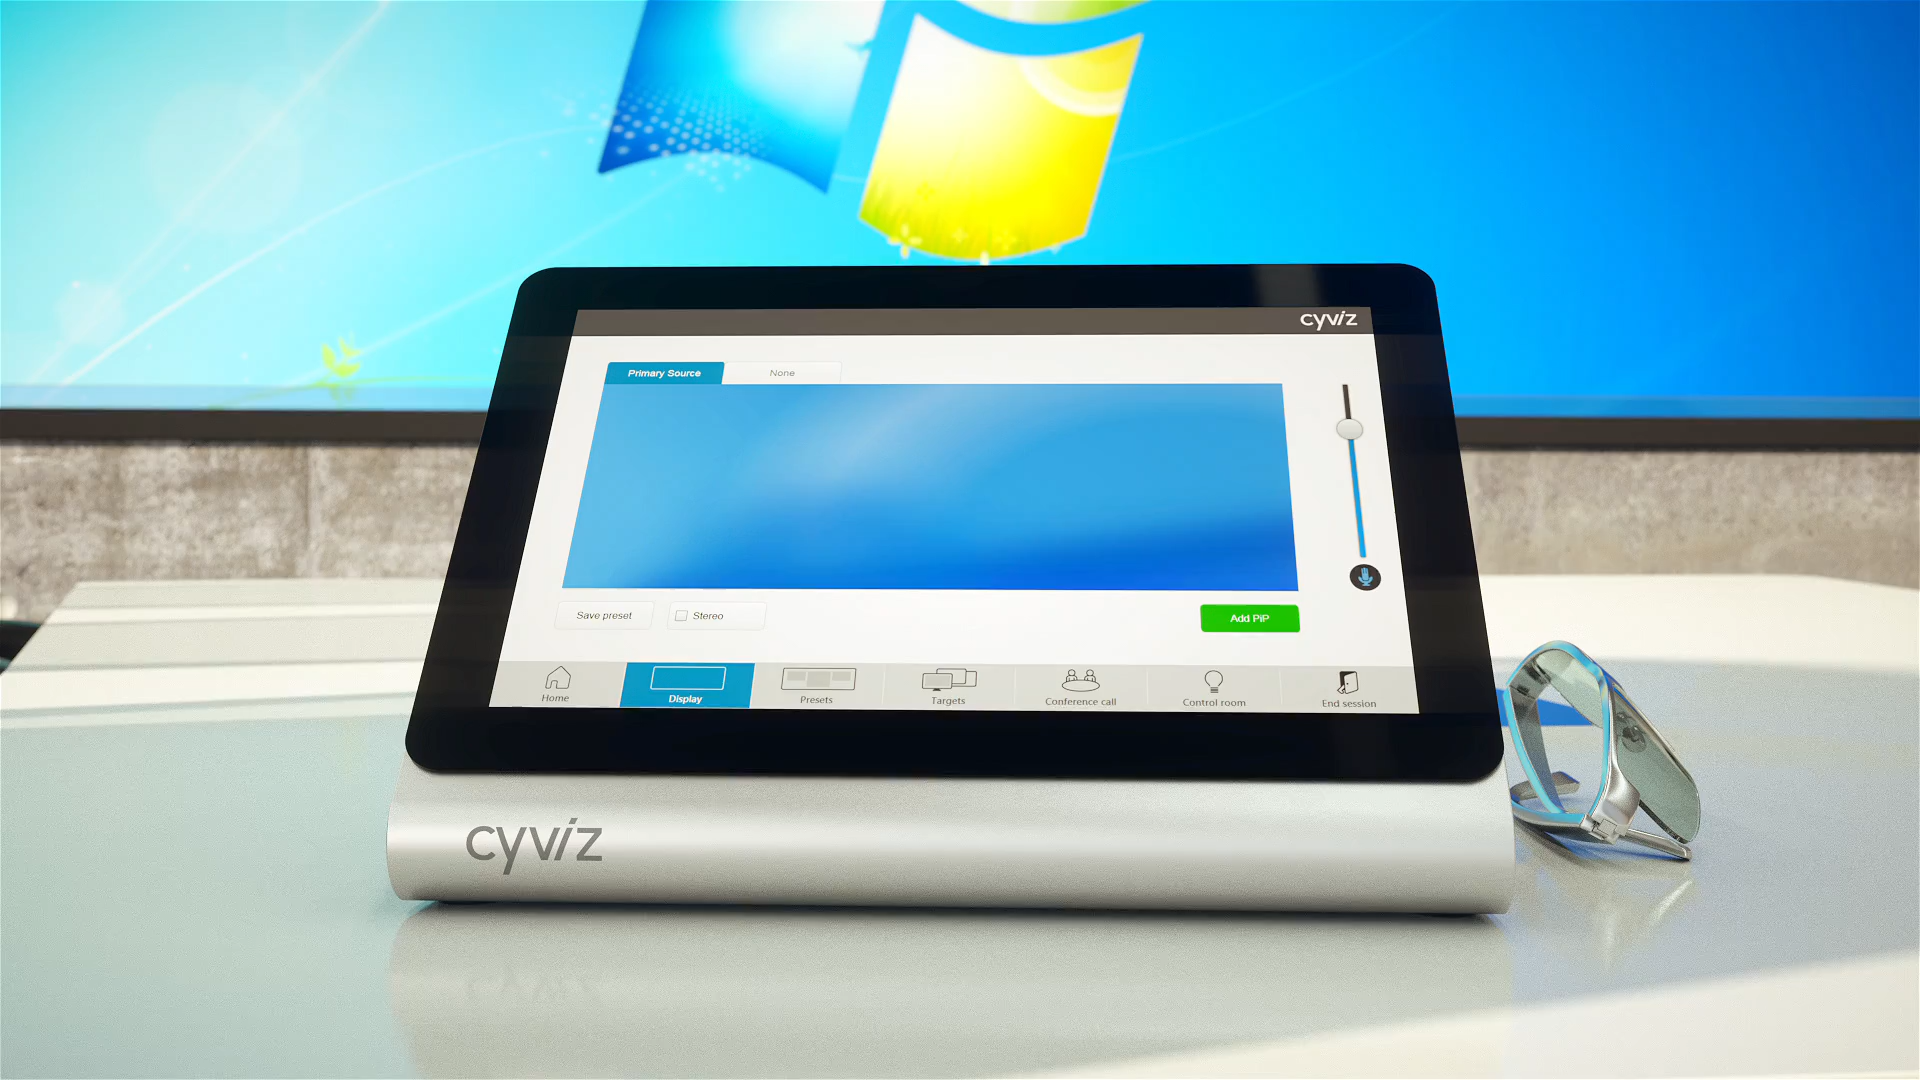 cyviz
Primary Source
None
Save preset
Stereo
Add PiP
Home
Display
Presets
Targets
Conference call
Control room
End session
cyviz